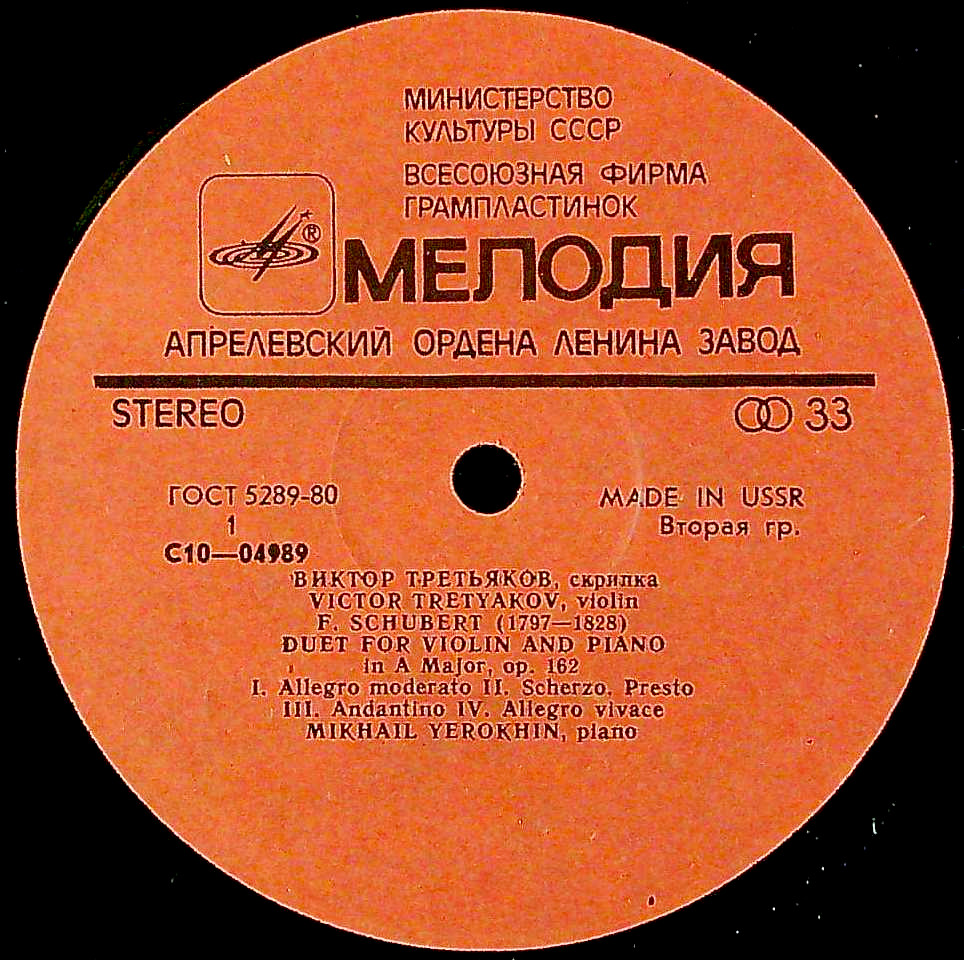 МИНИСТЕРСТВО
КУЛЬТУРЫ СССР
ВСЕСОЮЗНАЯ ФИРМА
ГРАМПЛАСТИНОК
®
МЕЛОДИЯ
АПРЕЛЕВСКИЙ ОРДЕНА ЛЕНИНА ЗАВОД
STEREO
33
ГОСТ 5289-80
1
С10—04989
MADE IN USSR
Вторая гр.
ВИКТОР ТРЕТЬЯКОВ, скрипка
VICTOR TRETYAKOV, violin
F. SCHUBERT (1797—1828)
DUET FOR VIOLIN AND PIANO
in A Major, op. 162
I. Allegro moderato II. Scherzo. Presto
III. Andantino IV. Allegro vivace
MIKHAIL YEROKHIN, piano